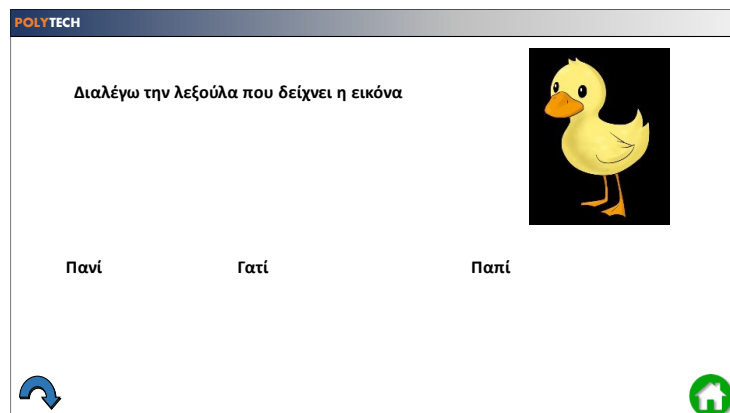 POLYTECH
Διαλέγω την λεξούλα που δείχνει η εικόνα
Πανί Γατί Παπί